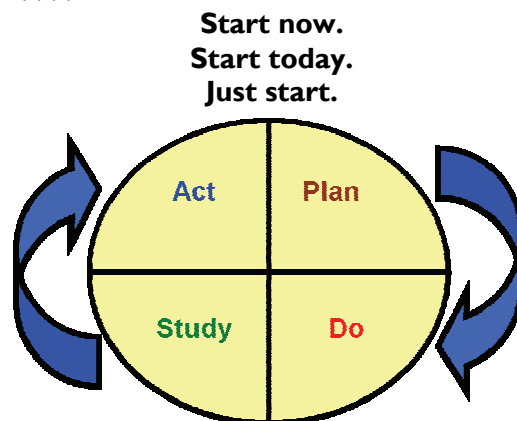 Start now.
Start today.
Just start.
Act Plan
Study Do